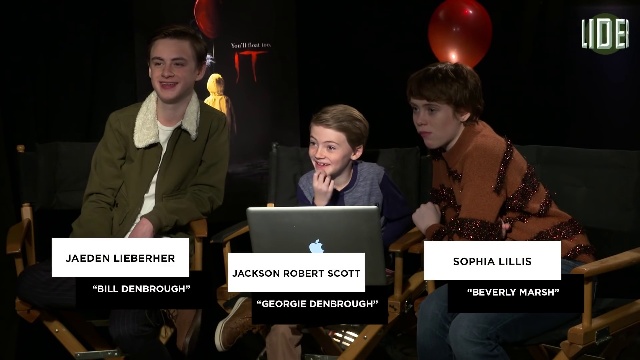 LIDE
You'll float too.
IT
JAEDEN LIEBERHER
"BILL DENBROUGH"
JACKSON ROBERT SCOTT
"GEORGIE DENBROUGH"
SOPHIA LILLIS
"BEVERLY MARSH"